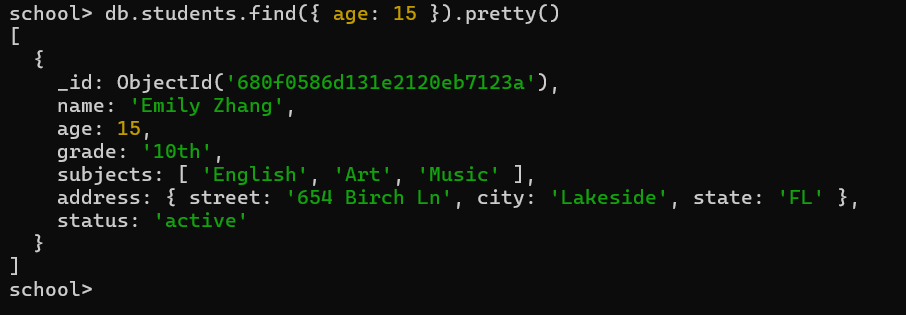 school> db.students.find({ age: 15 }).pretty()
[
  {
    _id: ObjectId('680f0586d131e2120eb7123a'),
    name: 'Emily Zhang',
    age: 15,
    grade: '10th',
    subjects: [ 'English', 'Art', 'Music' ],
    address: { street: '654 Birch Ln', city: 'Lakeside', state: 'FL' },
    status: 'active'
  }
]
school>